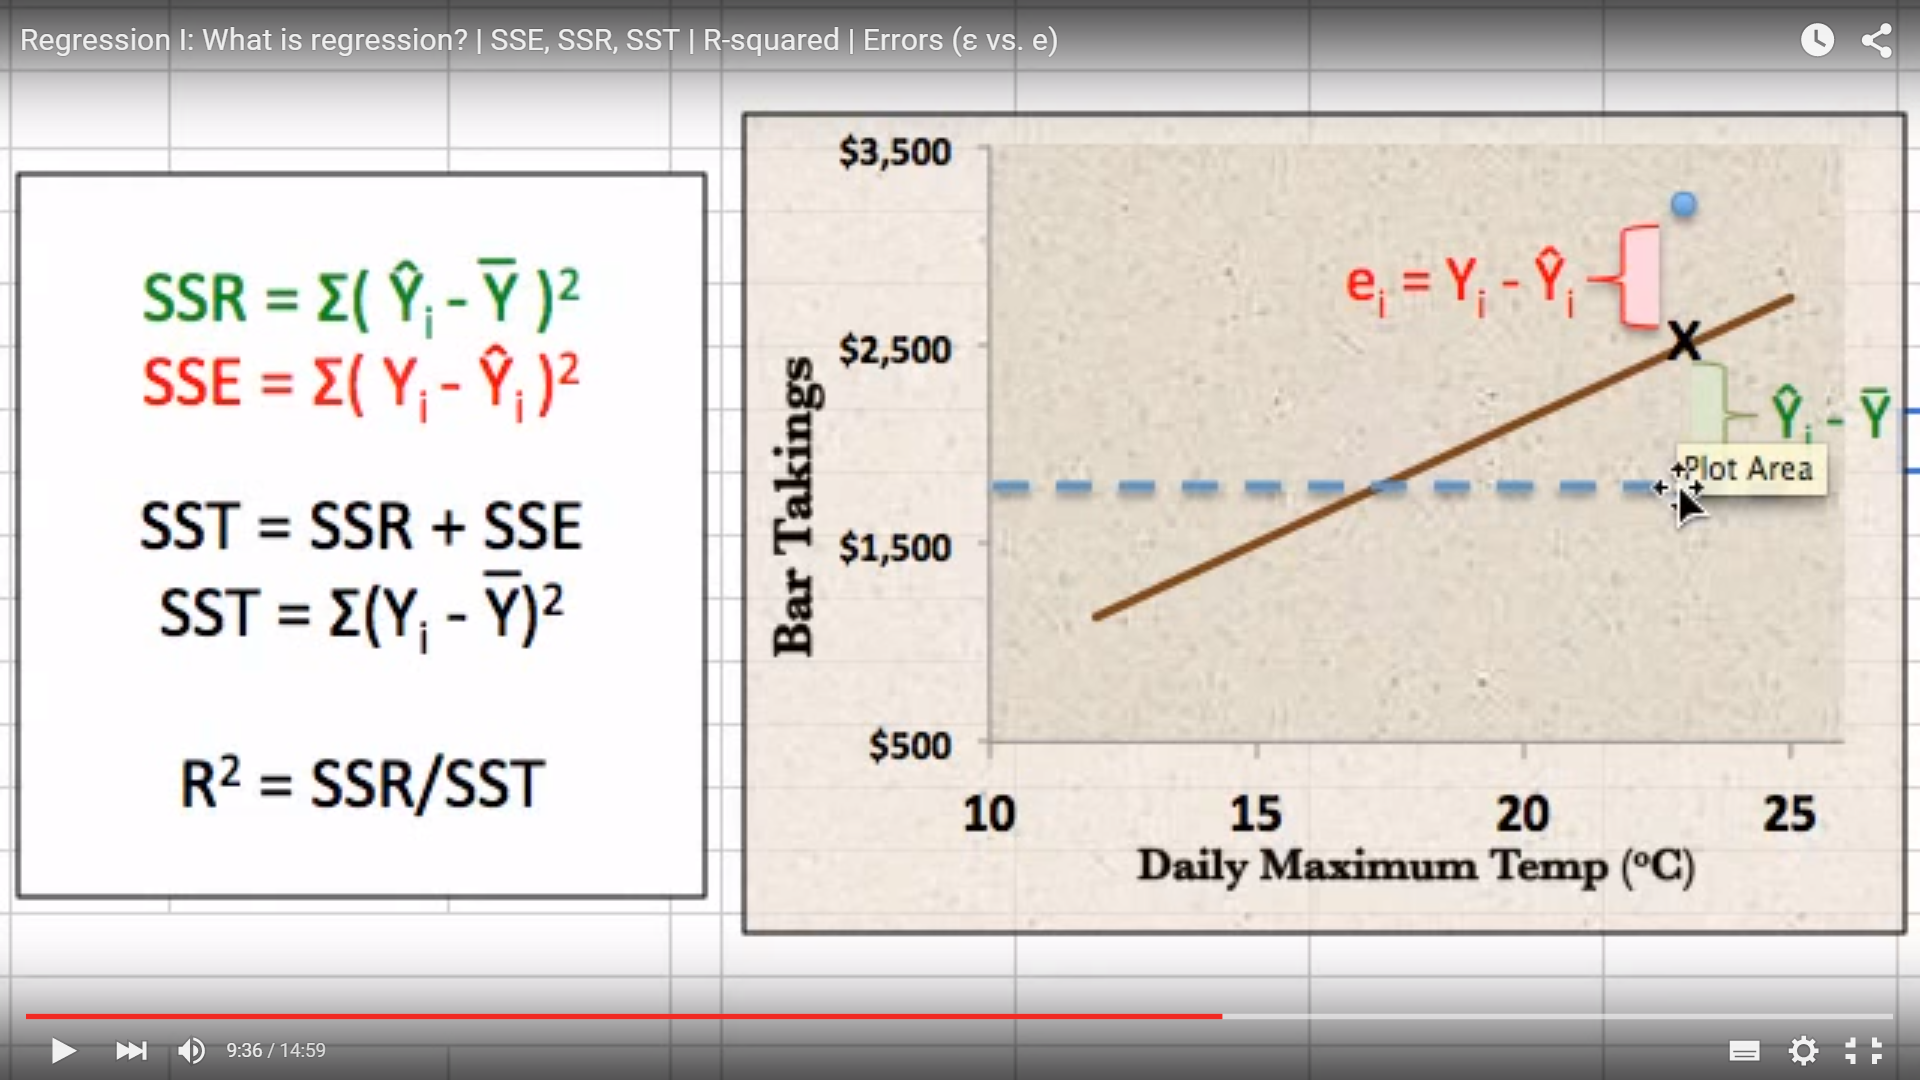 Regression I: What is regression? | SSE, SSR, SST | R-squared | Errors (ε vs. e)
SSR = Σ( Ŷᵢ - Ȳ )²
SSE = Σ( Yᵢ - Ŷᵢ )²
SST = SSR + SSE
SST = Σ(Yᵢ - Ȳ)²
R² = SSR/SST
Bar Takings
$3,500
$2,500
$1,500
$500
eᵢ = Yᵢ - Ŷᵢ
X
Ŷᵢ - Ȳ
Plot Area
10 15 20 25
Daily Maximum Temp (ºC)
9:36 / 14:59